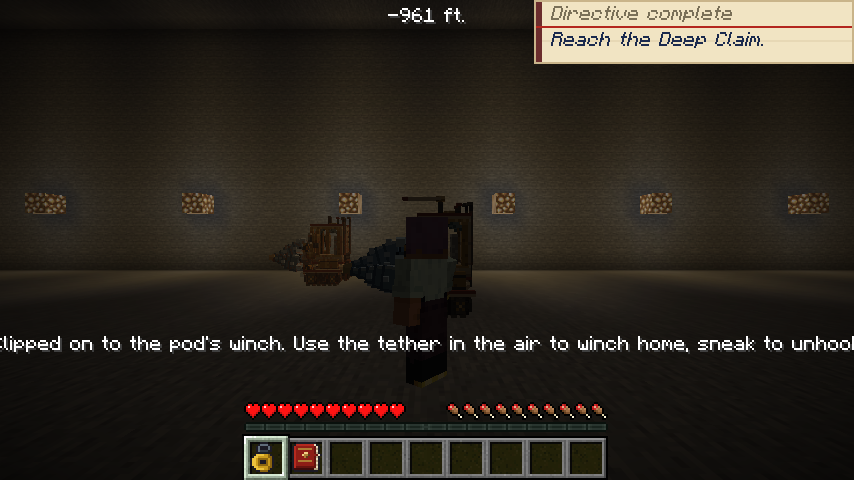 -961 ft.
Directive complete
Reach the Deep Claim.
lipped on to the pod's winch. Use the tether in the air to winch home, sneak to unhook